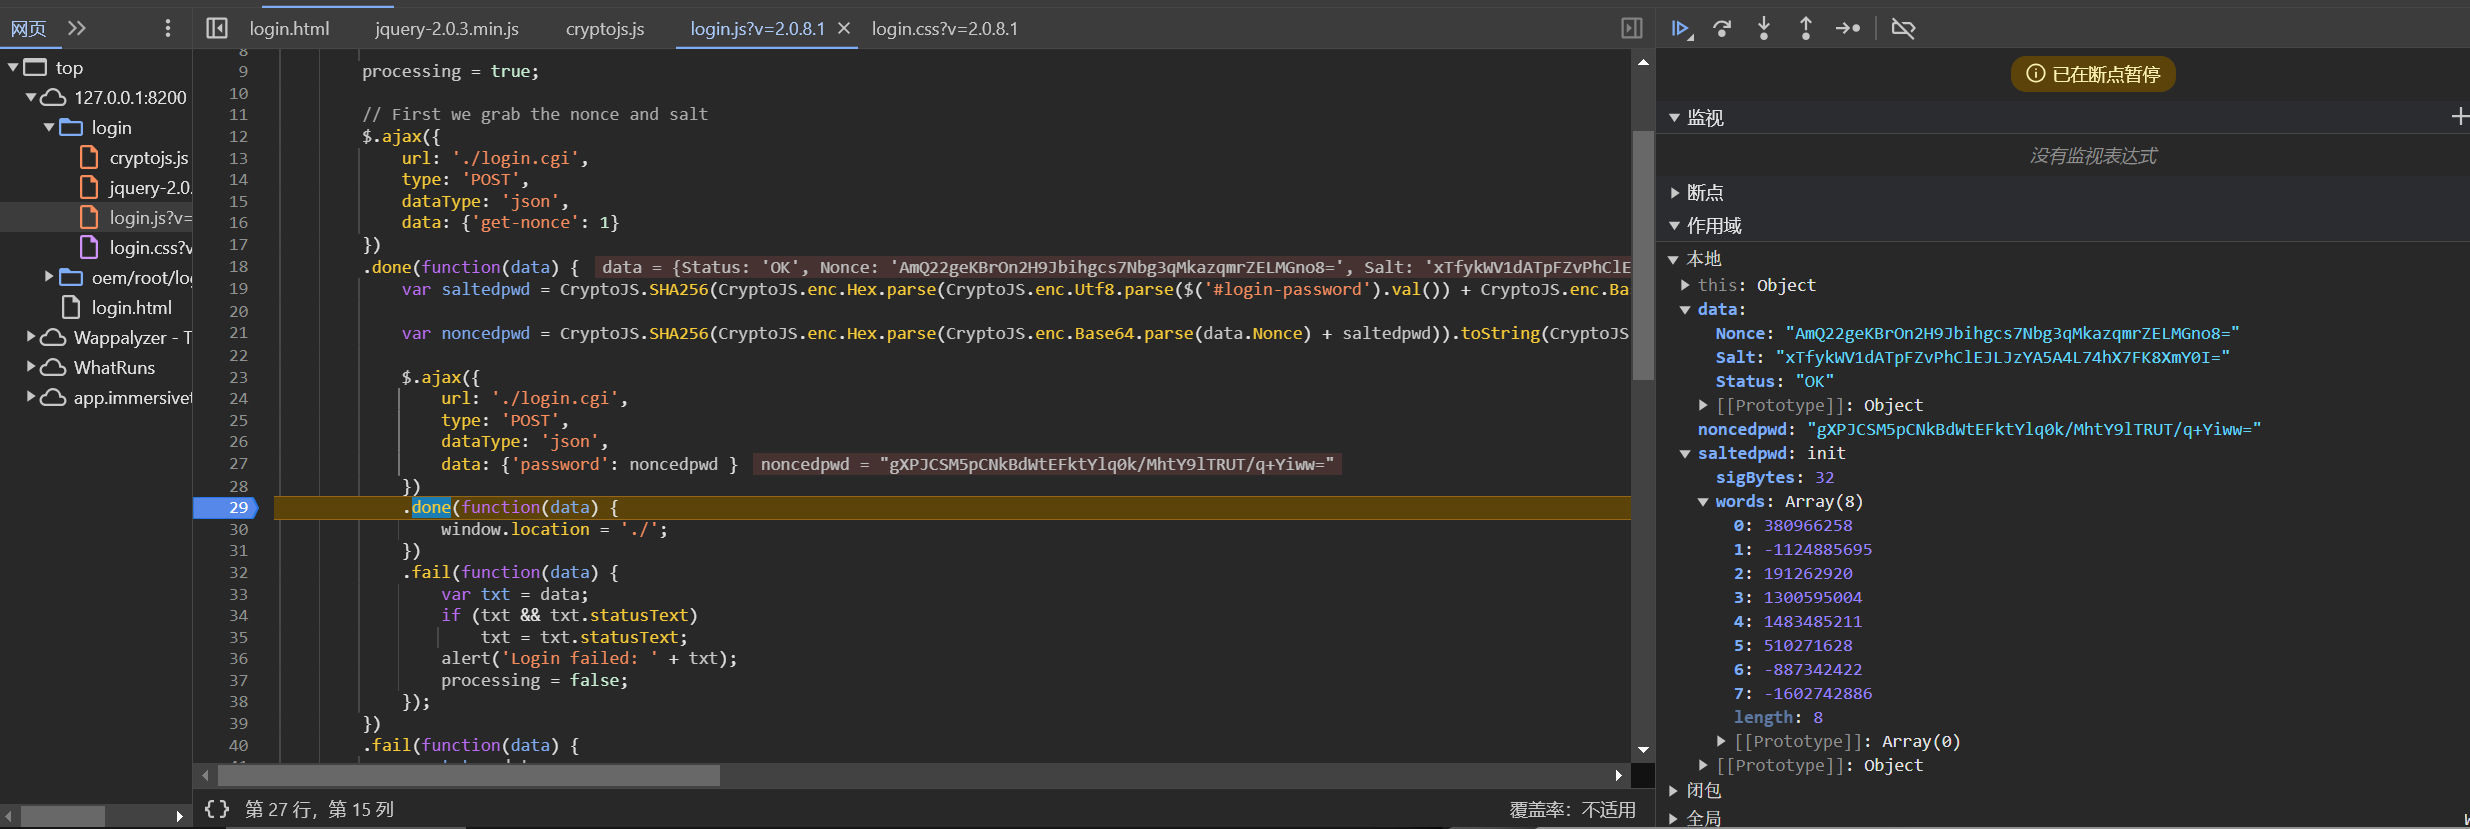 网页
login.html
jquery-2.0.3.min.js
cryptojs.js
login.js?v=2.0.8.1
login.css?v=2.0.8.1
top
127.0.0.1:8200
login
cryptojs.js
jquery-2.0.
login.js?v=
login.css?v
oem/root/log
login.html
Wappalyzer - T
WhatRuns
app.immersivet
8
9 processing = true;
10
11 // First we grab the nonce and salt
12 $.ajax({
13 url: './login.cgi',
14 type: 'POST',
15 dataType: 'json',
16 data: {'get-nonce': 1}
17 })
18 .done(function(data) { data = {Status: 'OK', Nonce: 'AmQ22geKBrOn2H9Jbihgcs7Nbg3qMkazqmrZELMGno8=', Salt: 'xTfykWV1dATpFZvPhClE
19 var saltedpwd = CryptoJS.SHA256(CryptoJS.enc.Hex.parse(CryptoJS.enc.Utf8.parse($('#login-password').val()) + CryptoJS.enc.Ba
20
21 var noncedpwd = CryptoJS.SHA256(CryptoJS.enc.Hex.parse(CryptoJS.enc.Base64.parse(data.Nonce) + saltedpwd)).toString(CryptoJS
22
23 $.ajax({
24 url: './login.cgi',
25 type: 'POST',
26 dataType: 'json',
27 data: {'password': noncedpwd } noncedpwd = "gXPJCSM5pCNkBdWtEFktYlq0k/MhtY9lTRUT/q+Yiww="
28 })
29 .done(function(data) {
30 window.location = './';
31 })
32 .fail(function(data) {
33 var txt = data;
34 if (txt && txt.statusText)
35 txt = txt.statusText;
36 alert('Login failed: ' + txt);
37 processing = false;
38 });
39 })
40 .fail(function(data) {
{} 第 27 行，第 15 列
覆盖率：不适用
已在断点暂停
监视
没有监视表达式
断点
作用域
本地
this: Object
data:
Nonce: "AmQ22geKBrOn2H9Jbihgcs7Nbg3qMkazqmrZELMGno8="
Salt: "xTfykWV1dATpFZvPhClEJLJzYA5A4L74hX7FK8XmY0I="
Status: "OK"
[[Prototype]]: Object
noncedpwd: "gXPJCSM5pCNkBdWtEFktYlq0k/MhtY9lTRUT/q+Yiww="
saltedpwd: init
sigBytes: 32
words: Array(8)
0: 380966258
1: -1124885695
2: 191262920
3: 1300595004
4: 1483485211
5: 510271628
6: -887342422
7: -1602742886
length: 8
[[Prototype]]: Array(0)
[[Prototype]]: Object
闭包
全局